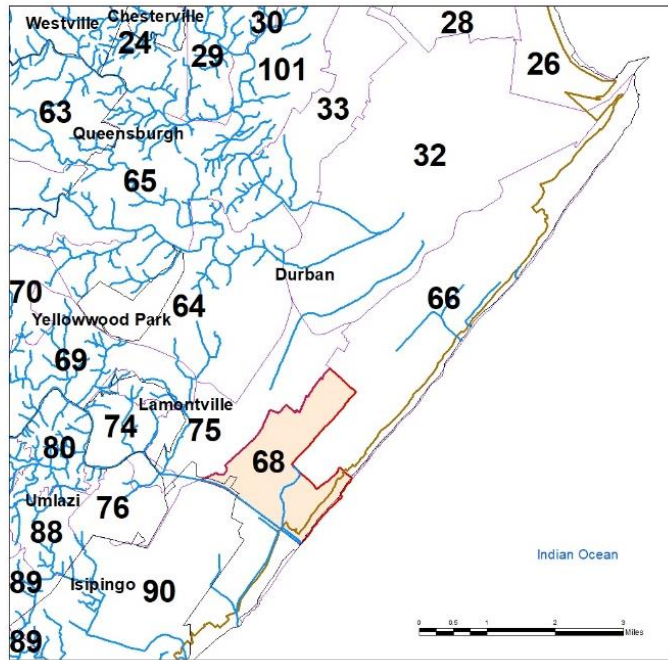 Westville
Chesterville
30
28
24
29
26
101
63
33
Queensburgh
32
65
Durban
70
64
66
Yellowwood Park
69
Lamontville
74
75
80
68
Umlazi
76
88
Indian Ocean
89
Isipingo
90
89
0 0.5 1 2 3
Miles